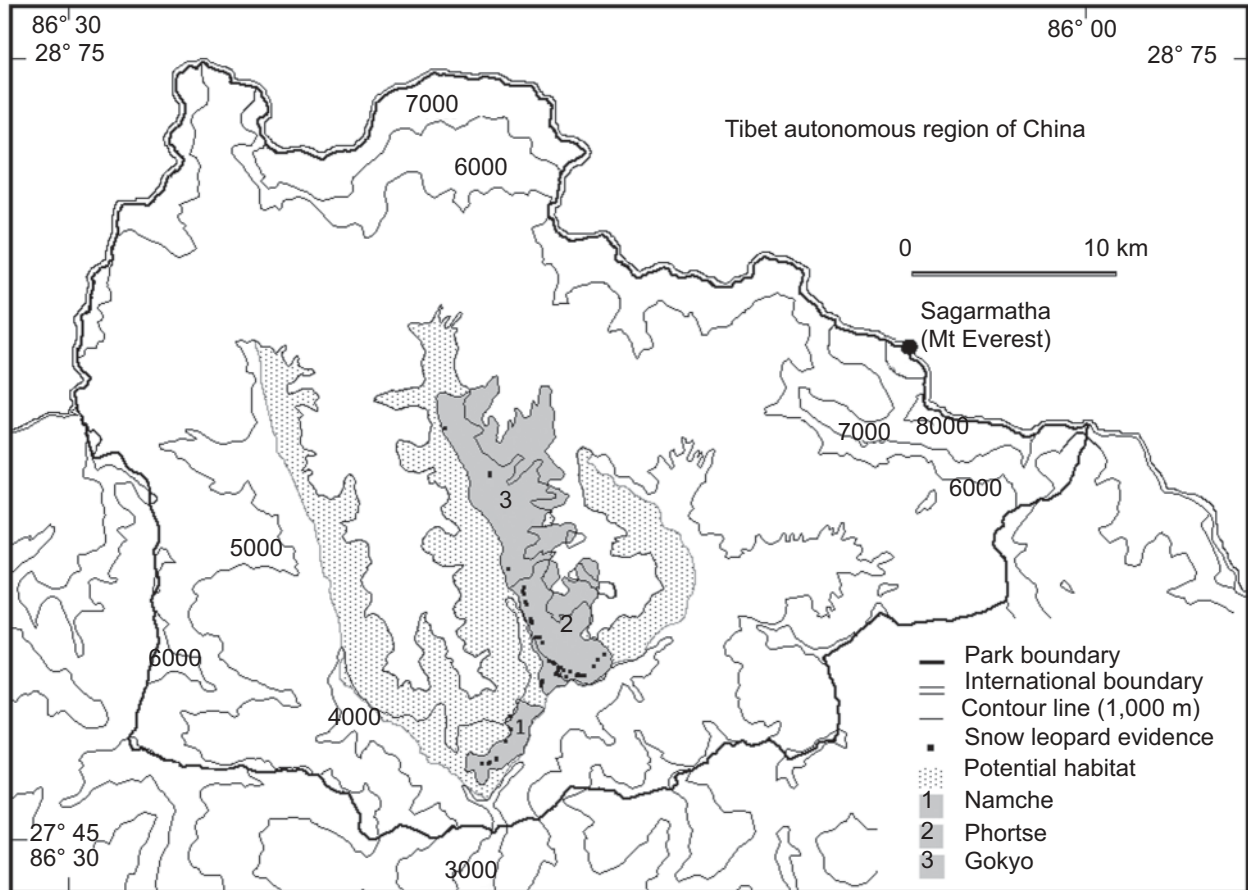 86° 30
28° 75
86° 00
28° 75
7000
Tibet autonomous region of China
6000
0 10 km
Sagarmatha
(Mt Everest)
8000
7000
6000
3
5000
2
6000
4000
1
Park boundary
International boundary
Contour line (1,000 m)
Snow leopard evidence
Potential habitat
1 Namche
2 Phortse
3 Gokyo
27° 45
86° 30
3000